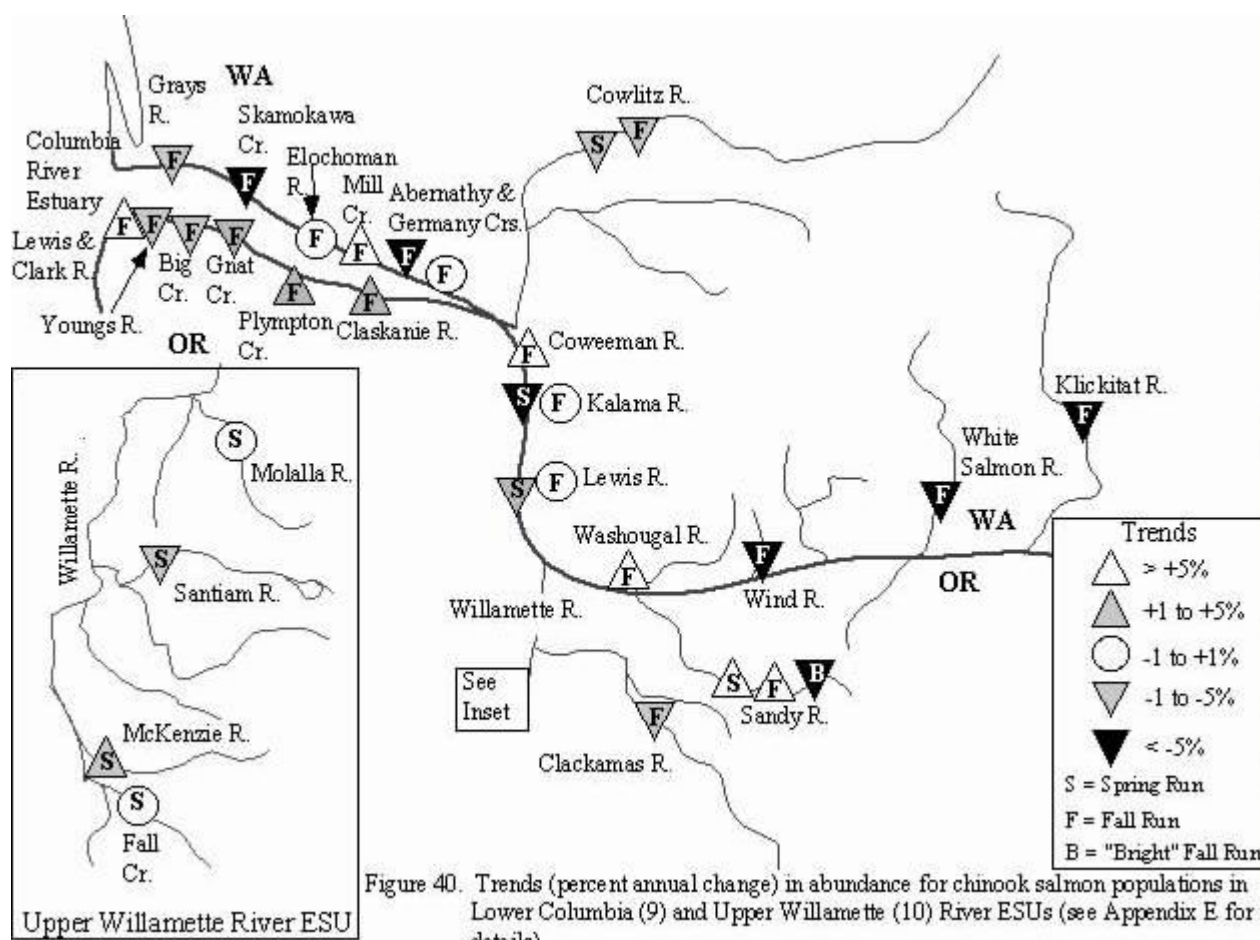 WA
Grays
R.
Skamokawa
Cr.
Columbia
River
Estuary
Elochoman
R.
Mill
Cr.
Abernathy &
Germany Crs.
Cowlitz R.
S
F
F
F
F
F
F
F
Lewis &
Clark R.
F
F
F
F
Youngs R.
Big
Cr.
Gnat
Cr.
F
Plympton
Cr.
F
Claskanie R.
OR
F
Coweeman R.
S
F
Kalama R.
S
F
Lewis R.
Klickitat R.
F
White
Salmon R.
F
WA
OR
Washougal R.
F
F
Wind R.
Willamette R.
See
Inset
S
F
B
Sandy R.
F
Clackamas R.
Willamette R.
S
Molalla R.
S
Santiam R.
McKenzie R.
S
S
Fall
Cr.
Upper Willamette River ESU
Trends
> +5%
+1 to +5%
-1 to +1%
-1 to -5%
< -5%
S = Spring Run
F = Fall Run
B = "Bright" Fall Run
Figure 40. Trends (percent annual change) in abundance for chinook salmon populations in
Lower Columbia (9) and Upper Willamette (10) River ESUs (see Appendix E for
details)